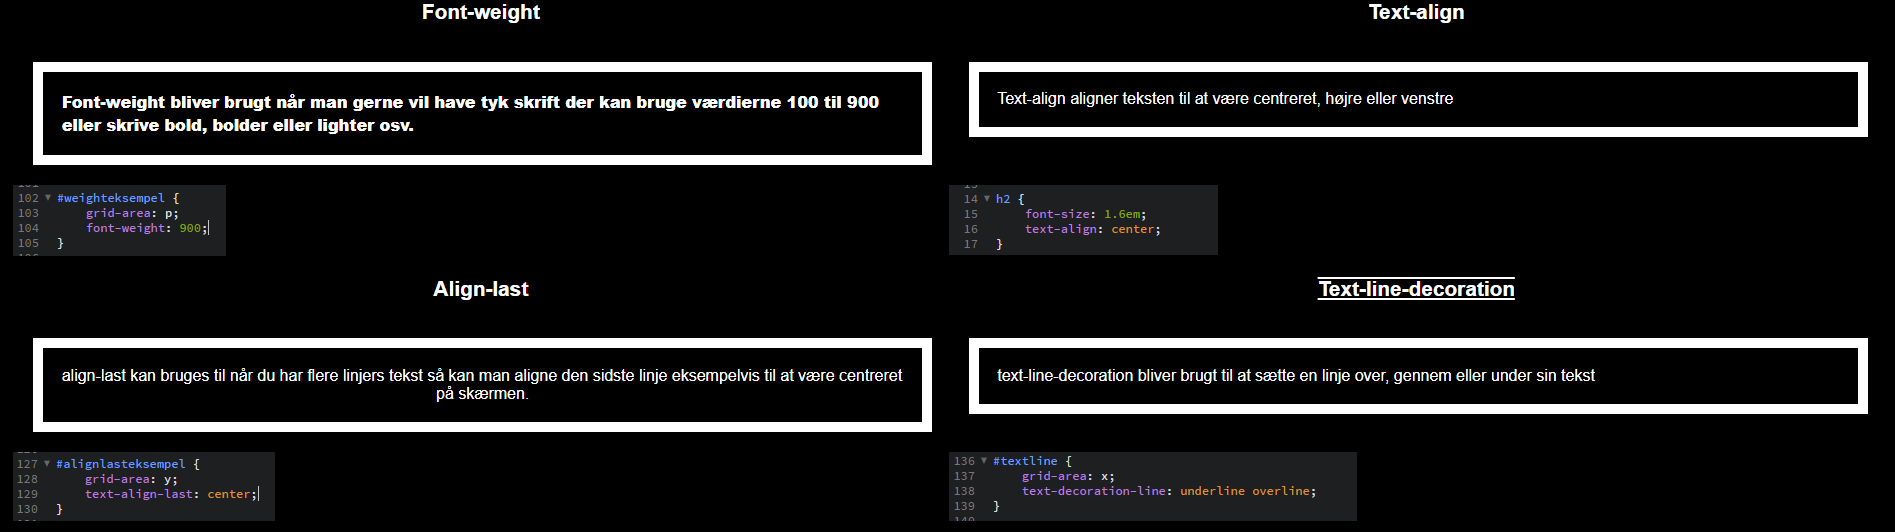 Font-weight
Font-weight bliver brugt når man gerne vil have tyk skrift der kan bruge værdierne 100 til 900
eller skrive bold, bolder eller lighter osv.
102 ▼ #weighteksempel {
103 grid-area: p;
104 font-weight: 900;
105 }
Text-align
Text-align aligner teksten til at være centreret, højre eller venstre
14 ▼ h2 {
15 font-size: 1.6em;
16 text-align: center;
17 }
Align-last
align-last kan bruges til når du har flere linjers tekst så kan man aligne den sidste linje eksempelvis til at være centreret
på skærmen.
127 ▼ #alignlasteksempel {
128 grid-area: y;
129 text-align-last: center;
130 }
Text-line-decoration
text-line-decoration bliver brugt til at sætte en linje over, gennem eller under sin tekst
136 ▼ #textline {
137 grid-area: x;
138 text-decoration-line: underline overline;
139 }